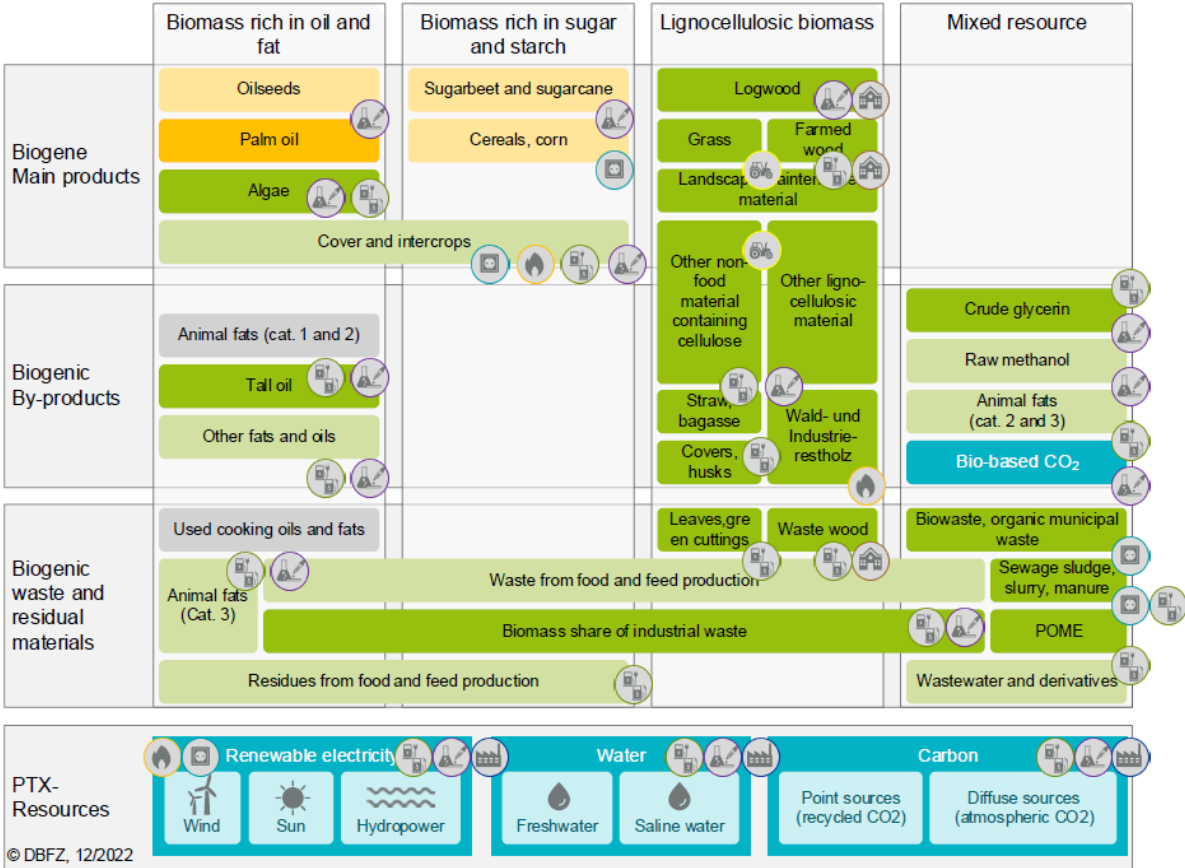 Biomass rich in oil and
fat
Biomass rich in sugar
and starch
Lignocellulosic biomass
Mixed resource
Biogene
Main products
Oilseeds
Palm oil
Algae
Cover and intercrops
Sugarbeet and sugarcane
Cereals, corn
Logwood
Grass
Farmed
wood
material
Other non-
food
material
containing
cellulose
Other ligno-
cellulosic
material
Biogenic
By-products
Animal fats (cat. 1 and 2)
Tall oil
Other fats and oils
Straw,
bagasse
Covers,
husks
Wald- und
Industrie-
restholz
Crude glycerin
Raw methanol
Animal fats
(cat. 2 and 3)
Bio-based CO₂
Biogenic
waste and
residual
materials
Used cooking oils and fats
Leaves,gre
en cuttings
Waste wood
Biowaste, organic municipal
waste
Animal fats
(Cat. 3)
Waste from food and feed production
Sewage sludge,
slurry, manure
Biomass share of industrial waste
POME
Residues from food and feed production
Wastewater and derivatives
PTX-
Resources
Renewable electricity
Wind
Sun
Hydropower
Water
Freshwater
Saline water
Carbon
Point sources
(recycled CO2)
Diffuse sources
(atmospheric CO2)
© DBFZ, 12/2022